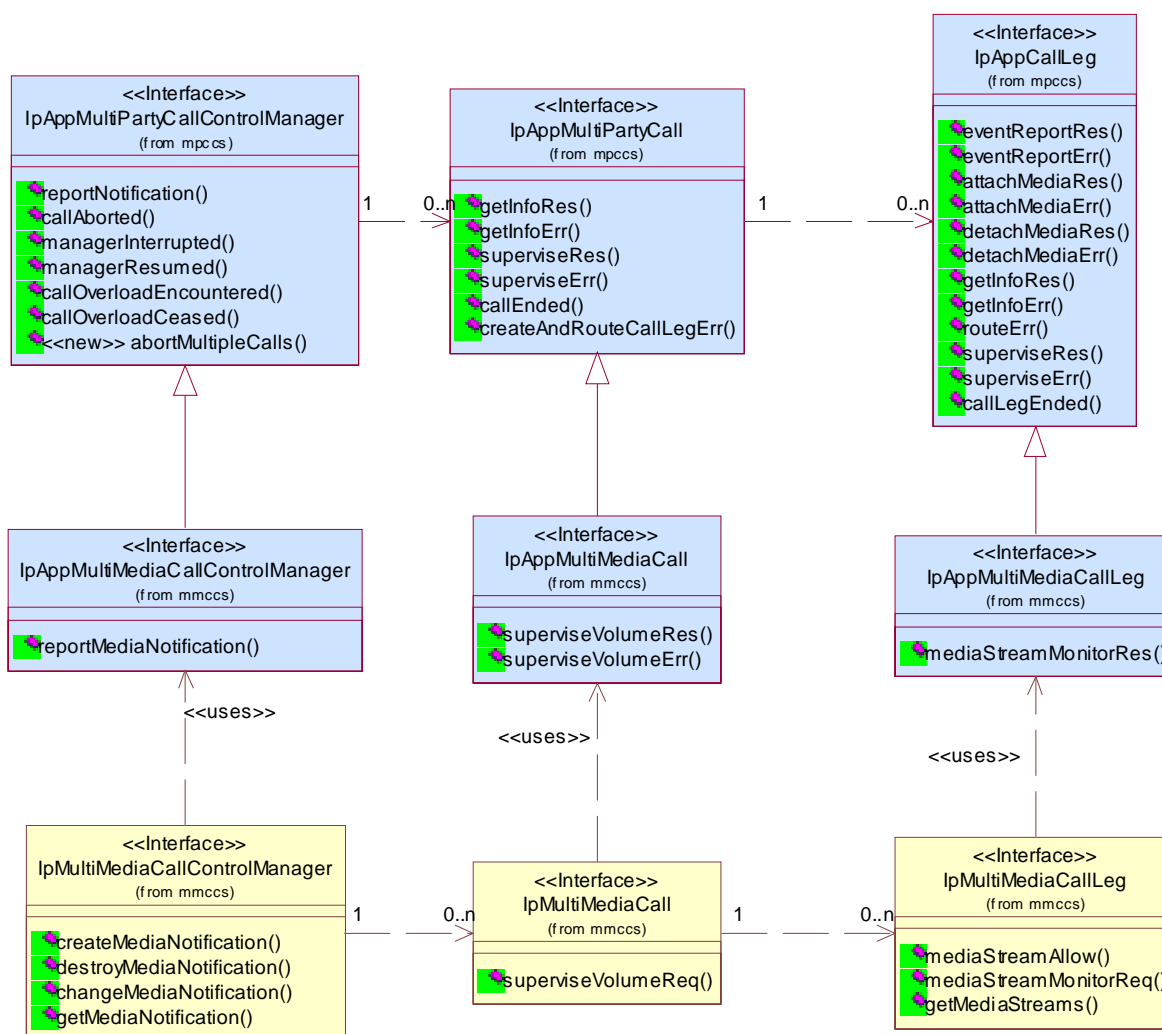 <<Interface>>
IpAppMultiPartyCallControlManager
(from mpccs)
reportNotification()
callAborted()
managerInterrupted()
managerResumed()
callOverloadEncountered()
callOverloadCeased()
<<new>> abortMultipleCalls()
1
0..n
<<Interface>>
IpAppMultiPartyCall
(from mpccs)
getInfoRes()
getInfoErr()
superviseRes()
superviseErr()
callEnded()
createAndRouteCallLegErr()
1
0..n
<<Interface>>
IpAppCallLeg
(from mpccs)
eventReportRes()
eventReportErr()
attachMediaRes()
attachMediaErr()
detachMediaRes()
detachMediaErr()
getInfoRes()
getInfoErr()
routeErr()
superviseRes()
superviseErr()
callLegEnded()
<<Interface>>
IpAppMultiMediaCallControlManager
(from mmccs)
reportMediaNotification()
<<Interface>>
IpAppMultiMediaCall
(from mmccs)
superviseVolumeRes()
superviseVolumeErr()
<<Interface>>
IpAppMultiMediaCallLeg
(from mmccs)
mediaStreamMonitorRes()
<<uses>>
<<uses>>
<<uses>>
<<Interface>>
IpMultiMediaCallControlManager
(from mmccs)
createMediaNotification()
destroyMediaNotification()
changeMediaNotification()
getMediaNotification()
1
0..n
<<Interface>>
IpMultiMediaCall
(from mmccs)
superviseVolumeReq()
1
0..n
<<Interface>>
IpMultiMediaCallLeg
(from mmccs)
mediaStreamAllow()
mediaStreamMonitorReq()
getMediaStreams()